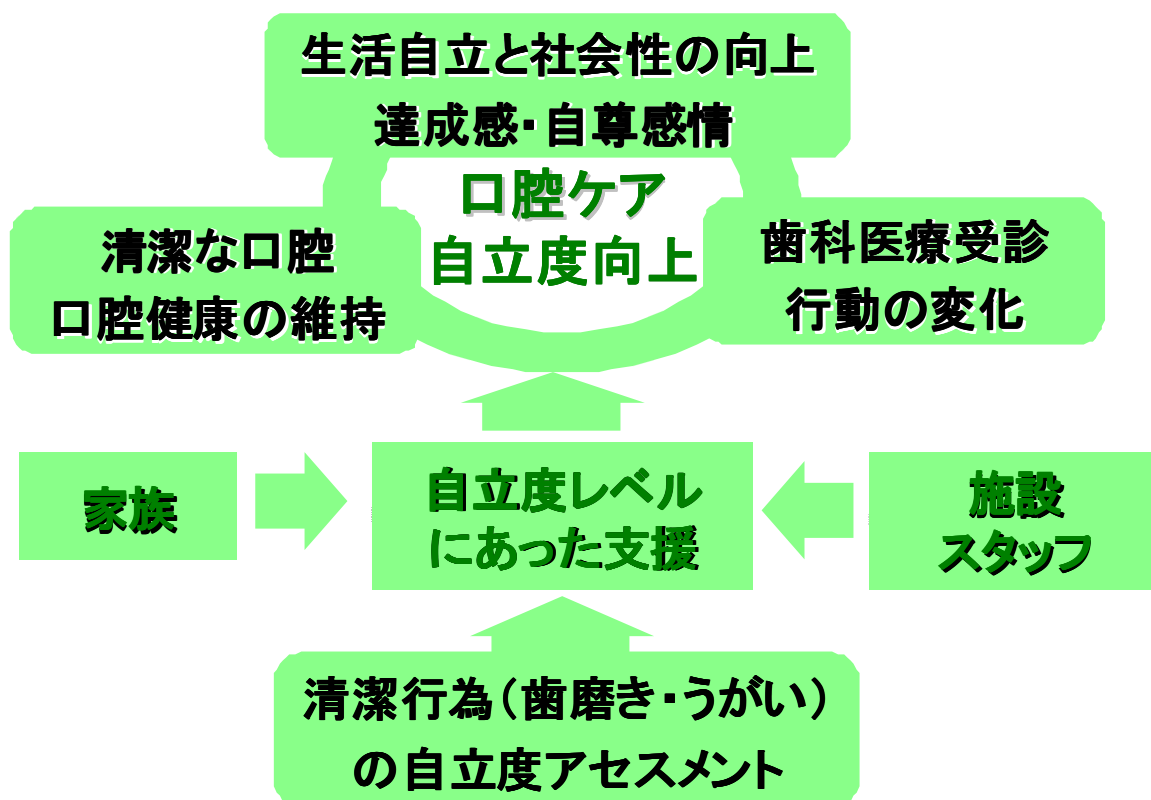 生活自立と社会性の向上
達成感・自尊感情
口腔ケア
自立度向上
清潔な口腔
口腔健康の維持
歯科医療受診
行動の変化
家族
自立度レベル
にあった支援
施設
スタッフ
清潔行為(歯磨き・うがい)
の自立度アセスメント